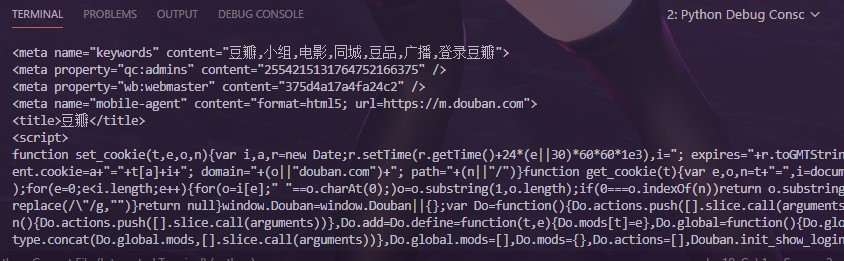 TERMINAL PROBLEMS OUTPUT DEBUG CONSOLE 2: Python Debug Consc
<meta name="keywords" content="豆瓣,小组,电影,同城,豆品,广播,登录豆瓣">
<meta property="qc:admins" content="2554215131764752166375" />
<meta property="wb:webmaster" content="375d4a17a4fa24c2" />
<meta name="mobile-agent" content="format=html5; url=https://m.douban.com">
<title>豆瓣</title>
<script>
function set_cookie(t,e,o,n){var i,a,r=new Date;r.setTime(r.getTime()+24*(e||30)*60*60*1e3),i="; expires="+r.toGMTStrin
ent.cookie=a+"="+t[a]+i+"; domain="+(o||"douban.com")+"; path="+(n||"/")}function get_cookie(t){var e,o,n=t+"=",i=docum
);for(e=0;e<i.length;e++){for(o=i[e];" "==o.charAt(0);)o=o.substring(1,o.length);if(0===o.indexOf(n))return o.substring
replace(/\"/g,"")}return null}window.Douban=window.Douban||{};var Do=function(){Do.actions.push([].slice.call(arguments
n(){Do.actions.push([].slice.call(arguments))},Do.add=Do.define=function(t,e){Do.mods[t]=e},Do.global=function(){Do.glo
type.concat(Do.global.mods,[].slice.call(arguments))},Do.global.mods=[],Do.mods={},Do.actions=[],Douban.init_show_login